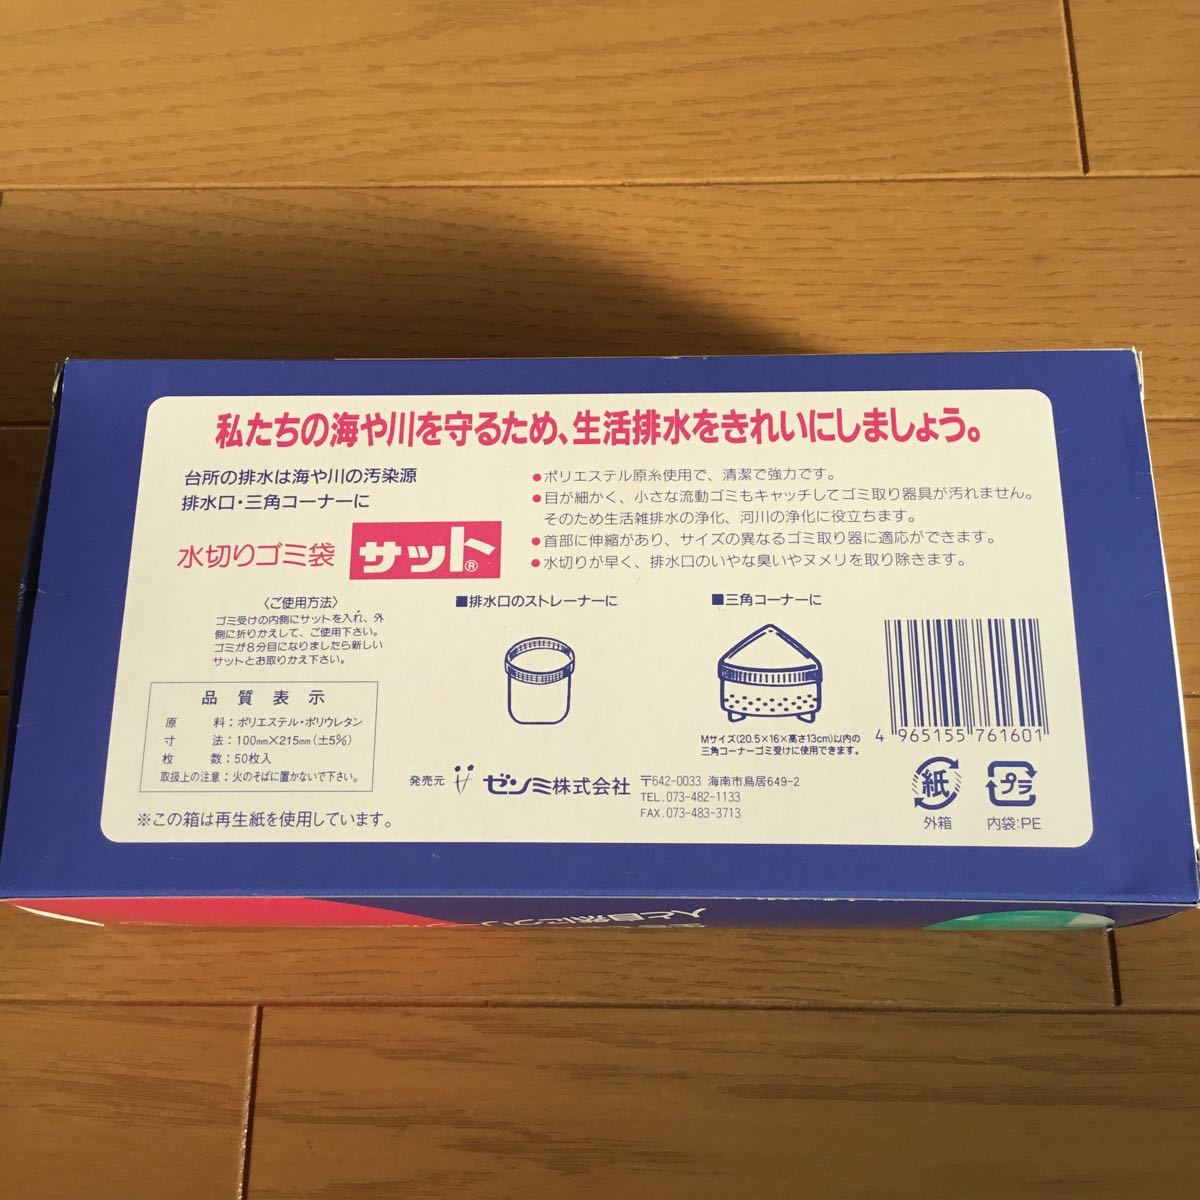 私たちの海や川を守るため、生活排水をきれいにしましょう。
台所の排水は海や川の汚染源
排水口・三角コーナーに
水切りゴミ袋 サット®
●ポリエステル原糸使用で、清潔で強力です。
●目が細かく、小さな流動ゴミもキャッチしてゴミ取り器具が汚れません。
そのため生活雑排水の浄化、河川の浄化に役立ちます。
●首部に伸縮があり、サイズの異なるゴミ取り器に適応ができます。
●水切りが早く、排水口のいやな臭いやヌメリを取り除きます。
〈ご使用方法〉
ゴミ受けの内側にサットを入れ、外
側に折りかえして、ご使用下さい。
ゴミが8分目になりましたら新しい
サットとお取りかえ下さい。
■排水口のストレーナーに
■三角コーナーに
Mサイズ(20.5×16×高さ13cm)以内の
三角コーナーゴミ受けに使用できます。
品質表示
原料:ポリエステル・ポリウレタン
寸法:100mm×215mm(±5%)
枚数:50枚入
取扱上の注意:火のそばに置かないで下さい。
※この箱は再生紙を使用しています。
発売元 ゼンミ株式会社
〒642-0033 海南市鳥居649-2
TEL.073-482-1133
FAX.073-483-3713
4 965155 761601
紙
外箱
プラ
内袋:PE